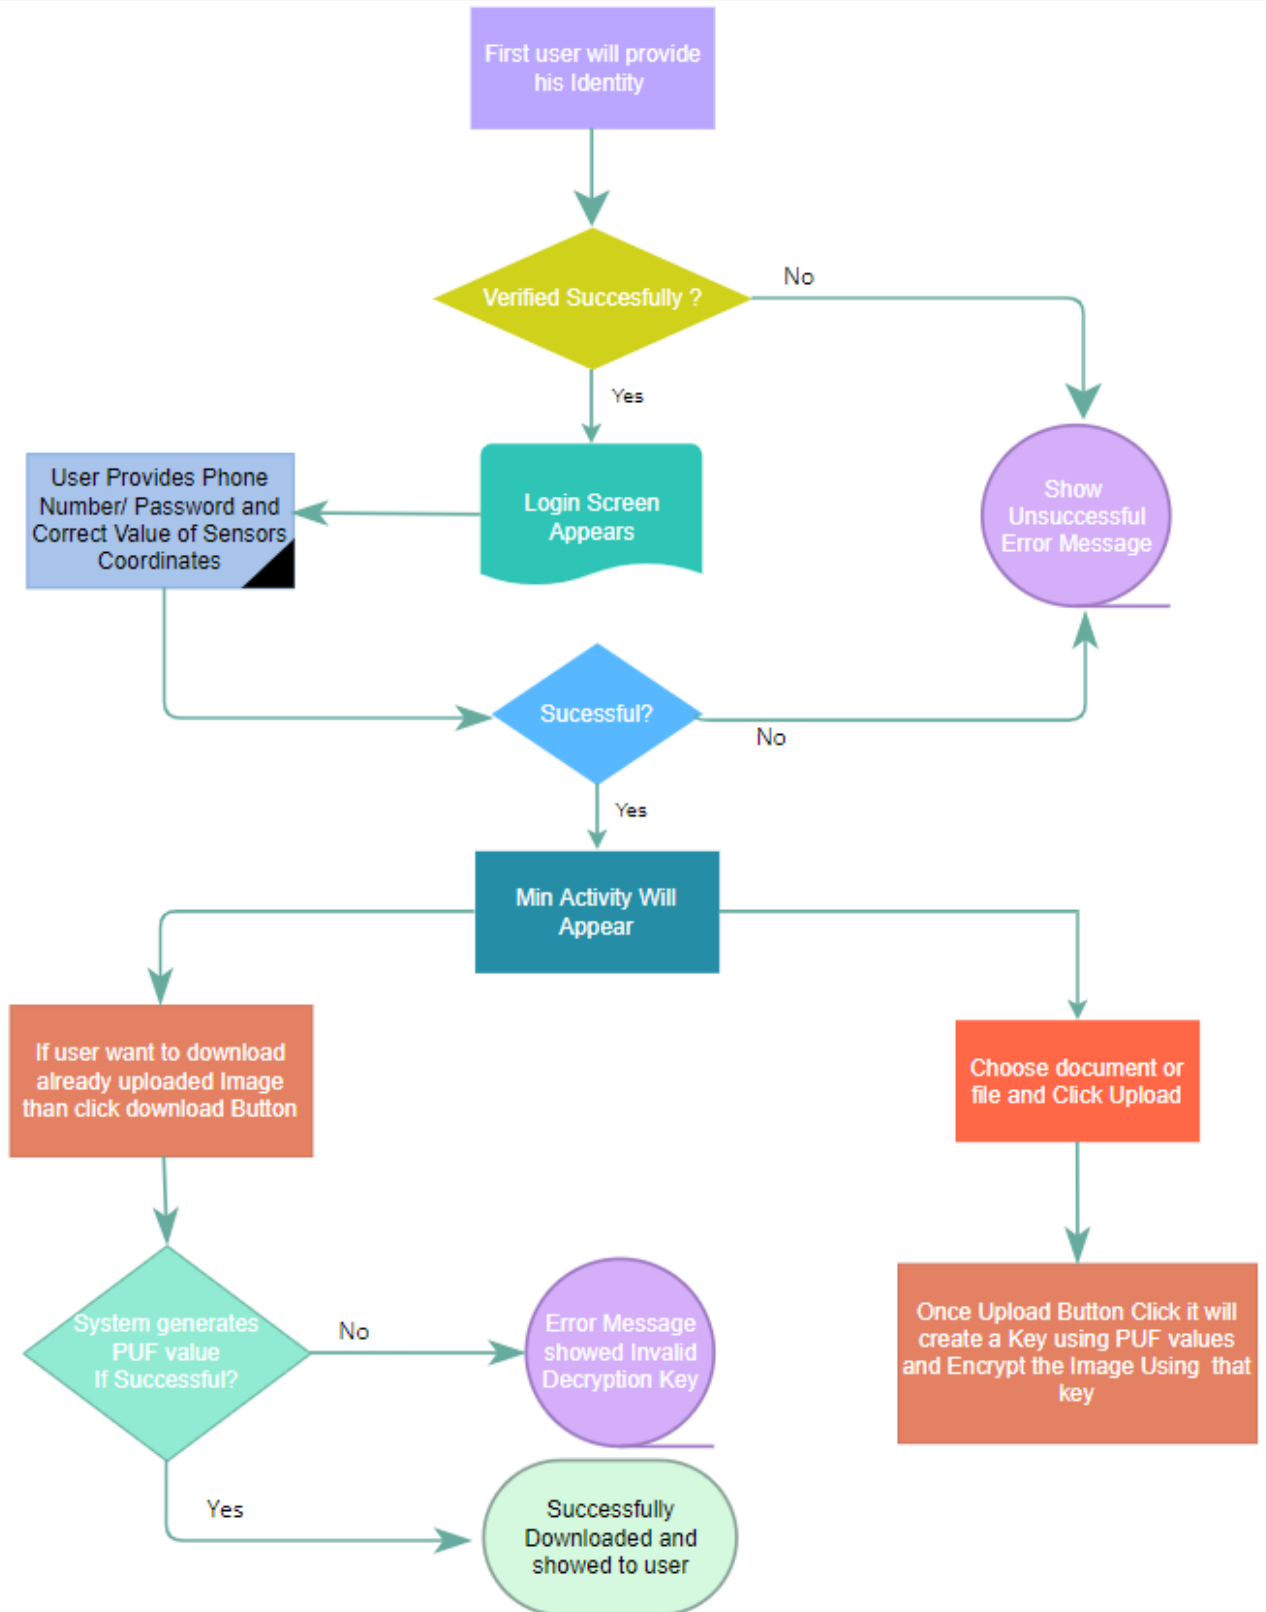 First user will provide
his Identity
Verified Succesfully ?
No
Yes
User Provides Phone
Number/ Password and
Correct Value of Sensors
Coordinates
Login Screen
Appears
Show
Unsuccessful
Error Message
Sucessful?
No
Yes
Min Activity Will
Appear
If user want to download
already uploaded Image
than click download Button
Choose document or
file and Click Upload
System generates
PUF value
If Successful?
No
Error Message
showed Invalid
Decryption Key
Once Upload Button Click it will
create a Key using PUF values
and Encrypt the Image Using that
key
Yes
Successfully
Downloaded and
showed to user